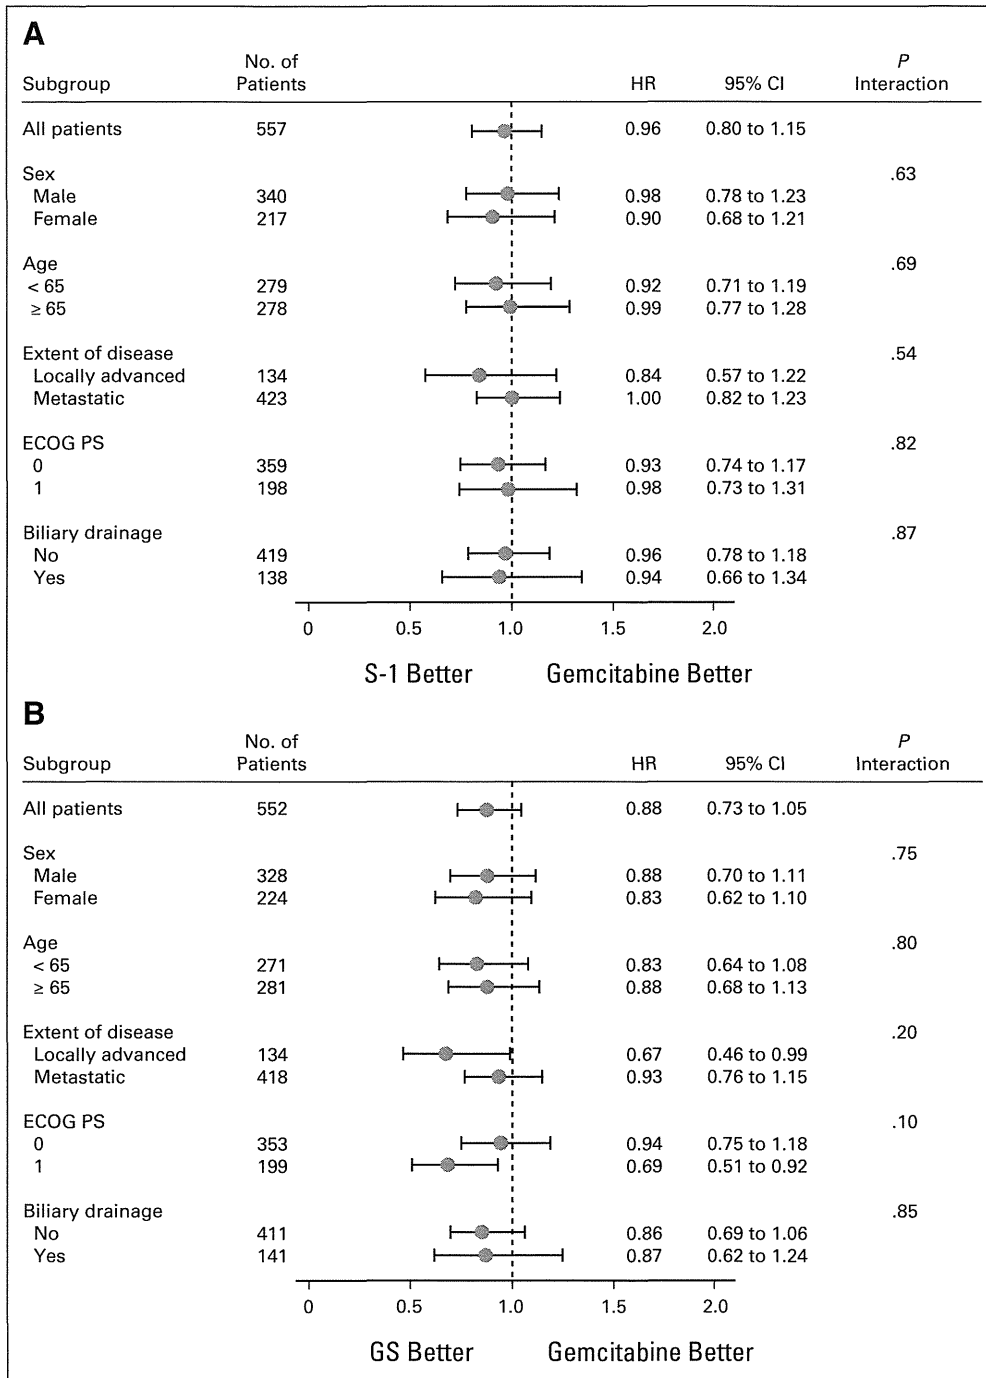 A
Subgroup No. of Patients HR 95% CI P Interaction
All patients 557 0.96 0.80 to 1.15
Sex .63
Male 340 0.98 0.78 to 1.23
Female 217 0.90 0.68 to 1.21
Age .69
< 65 279 0.92 0.71 to 1.19
≥ 65 278 0.99 0.77 to 1.28
Extent of disease .54
Locally advanced 134 0.84 0.57 to 1.22
Metastatic 423 1.00 0.82 to 1.23
ECOG PS .82
0 359 0.93 0.74 to 1.17
1 198 0.98 0.73 to 1.31
Biliary drainage .87
No 419 0.96 0.78 to 1.18
Yes 138 0.94 0.66 to 1.34
0 0.5 1.0 1.5 2.0
S-1 Better Gemcitabine Better
B
Subgroup No. of Patients HR 95% CI P Interaction
All patients 552 0.88 0.73 to 1.05
Sex .75
Male 328 0.88 0.70 to 1.11
Female 224 0.83 0.62 to 1.10
Age .80
< 65 271 0.83 0.64 to 1.08
≥ 65 281 0.88 0.68 to 1.13
Extent of disease .20
Locally advanced 134 0.67 0.46 to 0.99
Metastatic 418 0.93 0.76 to 1.15
ECOG PS .10
0 353 0.94 0.75 to 1.18
1 199 0.69 0.51 to 0.92
Biliary drainage .85
No 411 0.86 0.69 to 1.06
Yes 141 0.87 0.62 to 1.24
0 0.5 1.0 1.5 2.0
GS Better Gemcitabine Better